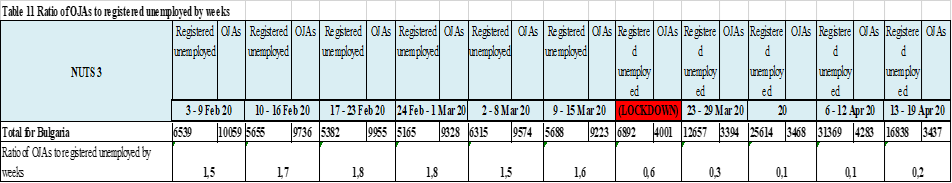 Table 11 Ratio of OJAs to registered unemployed by weeks
NUTS 3 Registered unemployed OJAs Registered unemployed OJAs Registered unemployed OJAs Registered unemployed OJAs Registered unemployed OJAs Registered unemployed OJAs Registere d unemploy ed OJAs Registere d unemploy ed OJAs Registere d unemploy ed OJAs Registere d unemploy ed OJAs Registere d unemploy ed OJAs
3 - 9 Feb 20 10 - 16 Feb 20 17 - 23 Feb 20 24 Feb - 1 Mar 20 2 - 8 Mar 20 9 - 15 Mar 20 (LOCKDOWN) 23 - 29 Mar 20 20 6 - 12 Apr 20 13 - 19 Apr 20
Total for Bulgaria 6539 10059 5655 9736 5382 9955 5165 9328 6315 9574 5688 9223 6892 4001 12657 3394 25614 3468 31369 4283 16838 3437
Ratio of OJAs to registered unemployed by
weeks 1,5 1,7 1,8 1,8 1,5 1,6 0,6 0,3 0,1 0,1 0,2